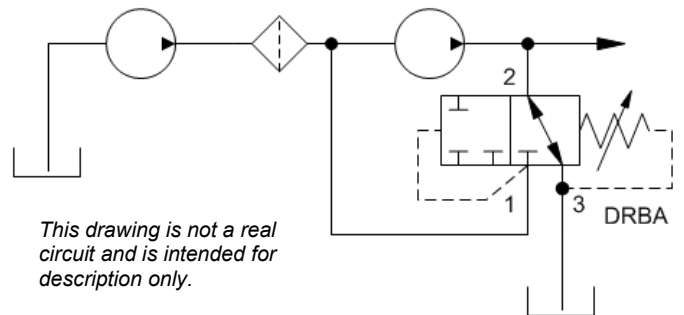 2
1
3
DRBA
This drawing is not a real
circuit and is intended for
description only.